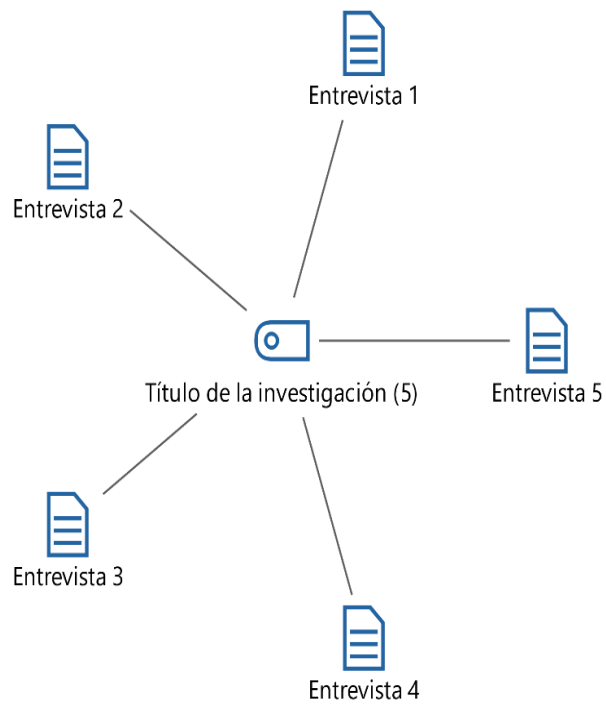 Entrevista 1
Entrevista 2
Título de la investigación (5)
Entrevista 5
Entrevista 3
Entrevista 4